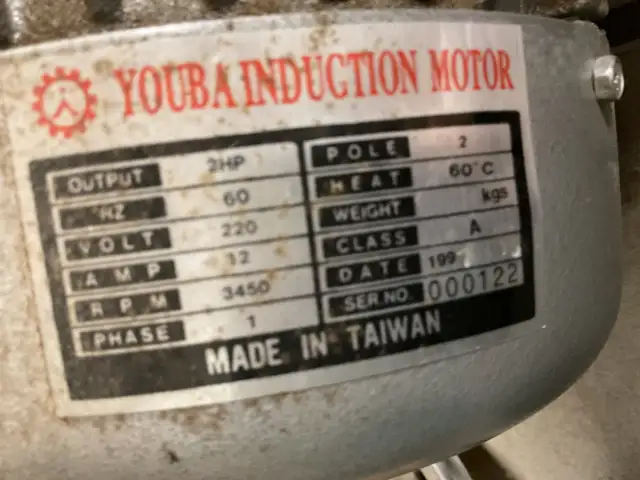 YOUBA INDUCTION MOTOR
OUTPUT 2HP
HZ 60
VOLT 220
AMP 12
RPM 3450
PHASE 1
POLE 2
HEAT 60°C
WEIGHT kgs
CLASS A
DATE 199
SER.NO. 000122
MADE IN TAIWAN